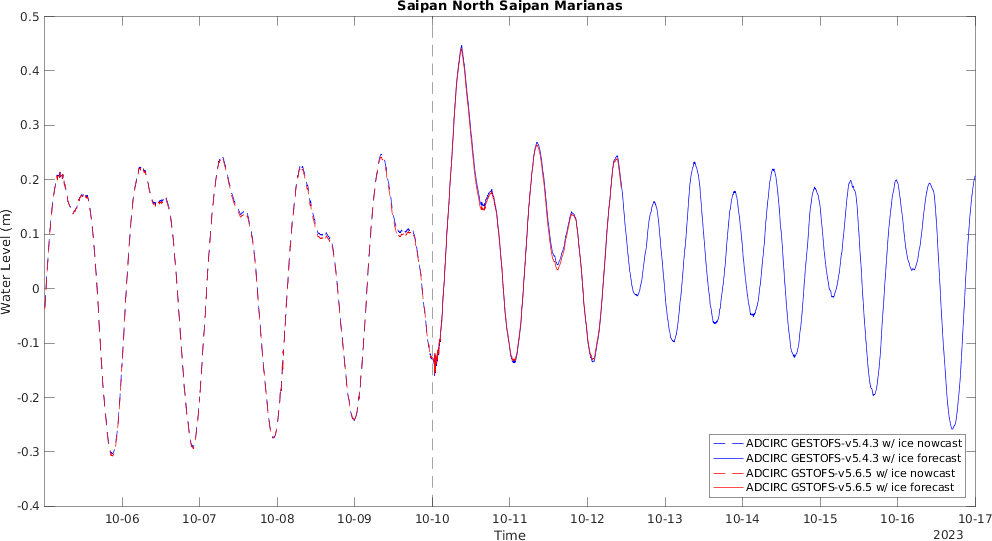 Saipan North Saipan Marianas
0.5
0.4
0.3
0.2
0.1
0
-0.1
-0.2
-0.3
-0.4
Water Level (m)
ADCIRC GESTOFS-v5.4.3 w/ ice nowcast
ADCIRC GESTOFS-v5.4.3 w/ ice forecast
ADCIRC GSTOFS-v5.6.5 w/ ice nowcast
ADCIRC GSTOFS-v5.6.5 w/ ice forecast
10-06 10-07 10-08 10-09 10-10 10-11 10-12 10-13 10-14 10-15 10-16 10-17
Time
2023